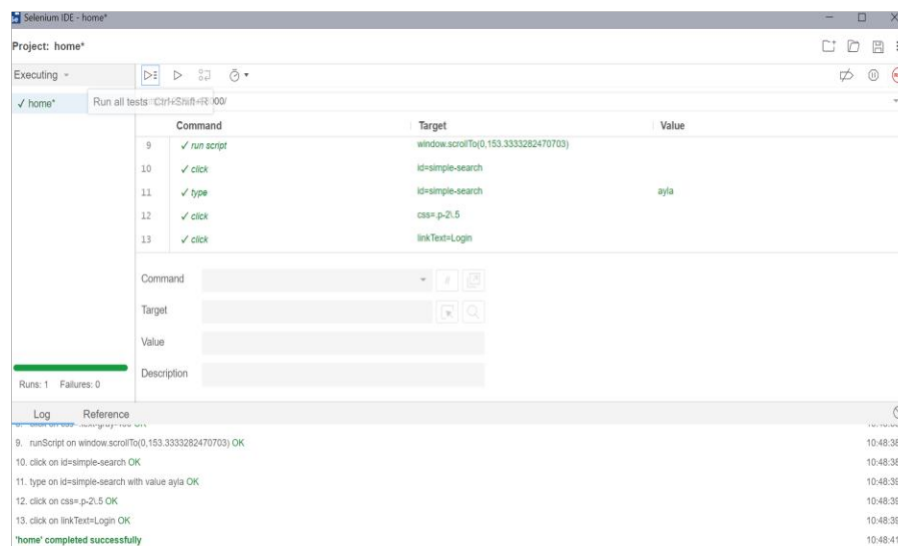 Selenium IDE - home*
Project: home*
Executing
✓ home*
Run all tests Ctrl+Shift+R 000/
Command Target Value
9 ✓ run script window.scrollTo(0,153.3333282470703)
10 ✓ click id=simple-search
11 ✓ type id=simple-search ayla
12 ✓ click css=.p-2\.5
13 ✓ click linkText=Login
Command
Target
Value
Description
Runs: 1 Failures: 0
Log Reference
9. runScript on window.scrollTo(0,153.3333282470703) OK 10:48:38
10. click on id=simple-search OK 10:48:38
11. type on id=simple-search with value ayla OK 10:48:39
12. click on css=.p-2\.5 OK 10:48:39
13. click on linkText=Login OK 10:48:39
'home' completed successfully 10:48:41